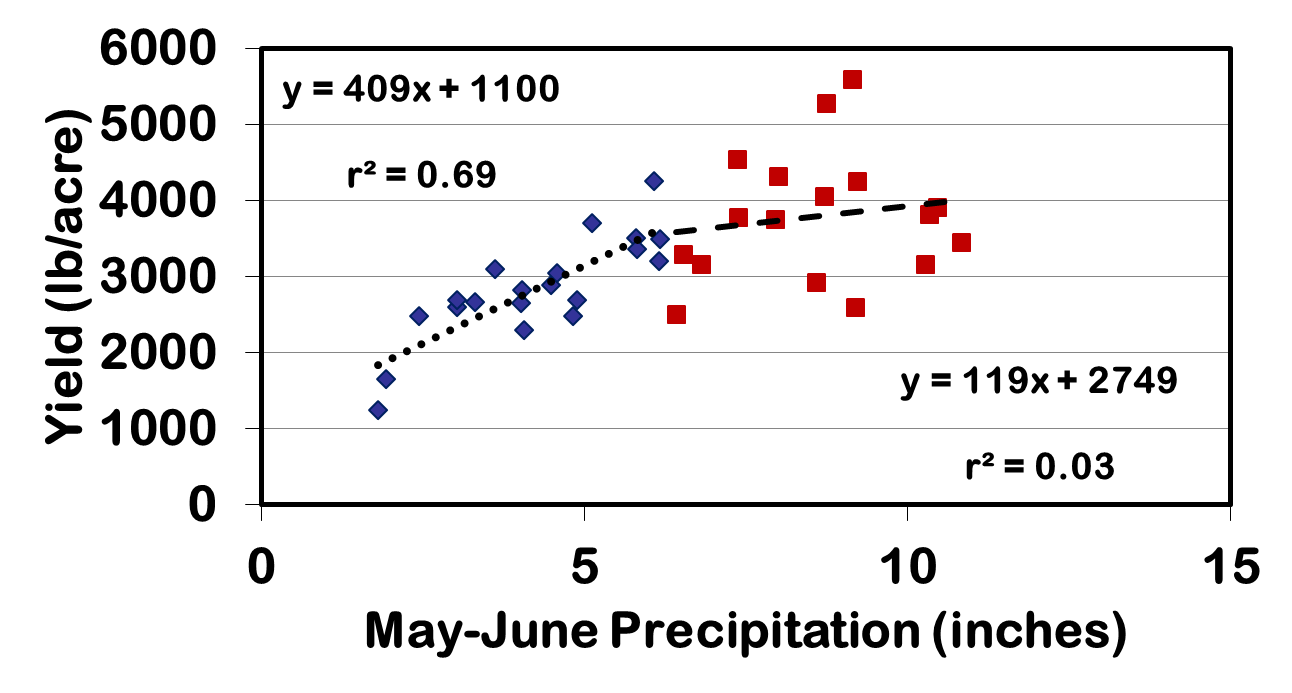 6000
5000
4000
3000
2000
1000
0
Yield (lb/acre)
y = 409x + 1100
r² = 0.69
y = 119x + 2749
r² = 0.03
0 5 10 15
May-June Precipitation (inches)